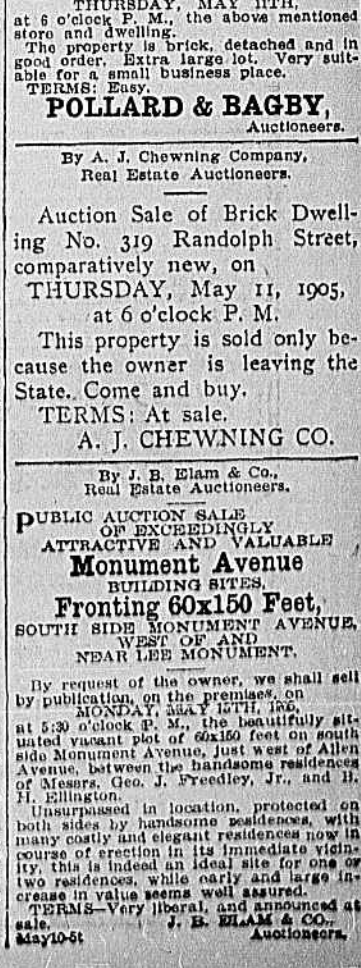 THURSDAY, MAY 11TH,
at 6 o'clock P. M., the above mentioned
store and dwelling.
The property is brick, detached and in
good order. Extra large lot. Very suit-
able for a small business place.
TERMS: Easy.
POLLARD & BAGBY,
Auctioneers.
By A. J. Chewning Company,
Real Estate Auctioneers.
Auction Sale of Brick Dwell-
ing No. 319 Randolph Street,
comparatively new, on
THURSDAY, May 11, 1905,
at 6 o'clock P. M.
This property is sold only be-
cause the owner is leaving the
State. Come and buy.
TERMS: At sale.
A. J. CHEWNING CO.
By J. B. Elam & Co.,
Real Estate Auctioneers.
PUBLIC AUCTION SALE
OF EXCEEDINGLY
ATTRACTIVE AND VALUABLE
Monument Avenue
BUILDING SITES,
Fronting 60x150 Feet,
SOUTH SIDE MONUMENT AVENUE,
WEST OF AND
NEAR LEE MONUMENT.
By request of the owner, we shall sell
by publication, on the premises, on
MONDAY, MAY 15TH, 1905,
at 5:30 o'clock P. M., the beautifully sit-
uated vacant plot of 60x150 feet on south
side Monument Avenue, just west of Allen
Avenue, between the handsome residences
of Messrs. Geo. J. Freedley, Jr., and B.
H. Ellington.
Unsurpassed in location, protected on
both sides by handsome residences, with
many costly and elegant residences now in
course of erection in its immediate vicin-
ity, this is indeed an ideal site for one or
two residences, while early and large in-
crease in value seems well assured.
TERMS—Very liberal, and announced at
sale. J. B. ELAM & CO.,
May10-5t Auctioneers.